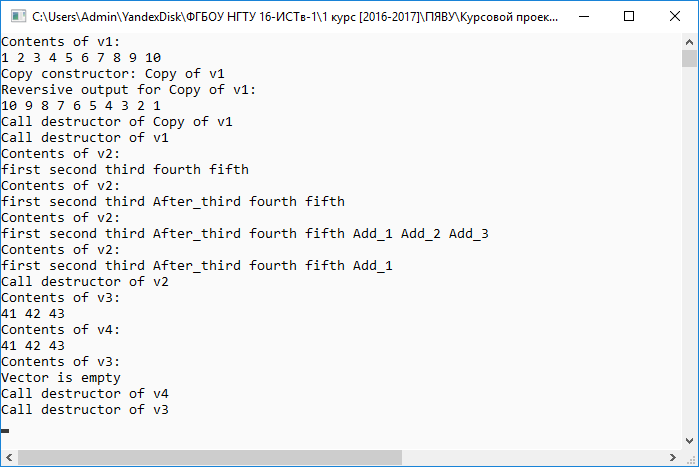 C:\Users\Admin\YandexDisk\ФГБОУ НГТУ 16-ИСТв-1\1 курс [2016-2017]\ПЯВУ\Курсовой проек...
Contents of v1:
1 2 3 4 5 6 7 8 9 10
Copy constructor: Copy of v1
Reversive output for Copy of v1:
10 9 8 7 6 5 4 3 2 1
Call destructor of Copy of v1
Call destructor of v1
Contents of v2:
first second third fourth fifth
Contents of v2:
first second third After_third fourth fifth
Contents of v2:
first second third After_third fourth fifth Add_1 Add_2 Add_3
Contents of v2:
first second third After_third fourth fifth Add_1
Call destructor of v2
Contents of v3:
41 42 43
Contents of v4:
41 42 43
Contents of v3:
Vector is empty
Call destructor of v4
Call destructor of v3